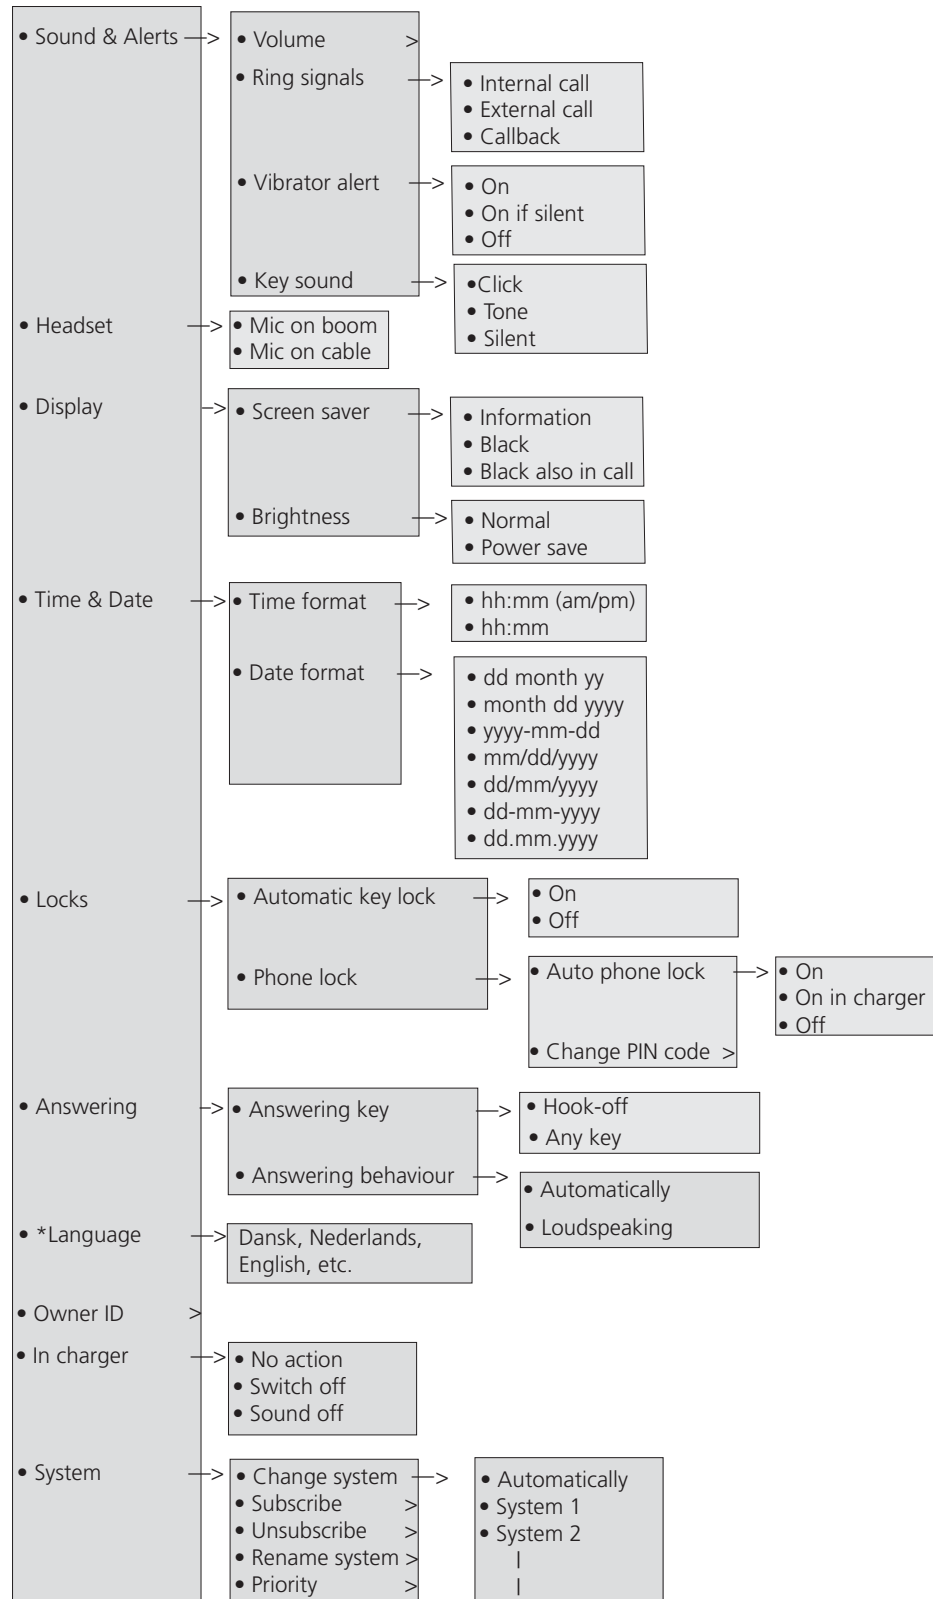 • Sound & Alerts —>
• Volume >
• Ring signals —>
• Internal call
• External call
• Callback
• Vibrator alert —>
• On
• On if silent
• Off
• Key sound —>
•Click
• Tone
• Silent
• Headset —>
• Mic on boom
• Mic on cable
• Display —>
• Screen saver —>
• Information
• Black
• Black also in call
• Brightness —>
• Normal
• Power save
• Time & Date —>
• Time format —>
• hh:mm (am/pm)
• hh:mm
• Date format —>
• dd month yy
• month dd yyyy
• yyyy-mm-dd
• mm/dd/yyyy
• dd/mm/yyyy
• dd-mm-yyyy
• dd.mm.yyyy
• Locks —>
• Automatic key lock —>
• On
• Off
• Phone lock —>
• Auto phone lock —>
• On
• On in charger
• Off
• Change PIN code >
• Answering —>
• Answering key —>
• Hook-off
• Any key
• Answering behaviour —>
• Automatically
• Loudspeaking
• *Language —>
Dansk, Nederlands,
English, etc.
• Owner ID >
• In charger —>
• No action
• Switch off
• Sound off
• System —>
• Change system —>
• Automatically
• System 1
• System 2
|
|
• Subscribe >
• Unsubscribe >
• Rename system >
• Priority >